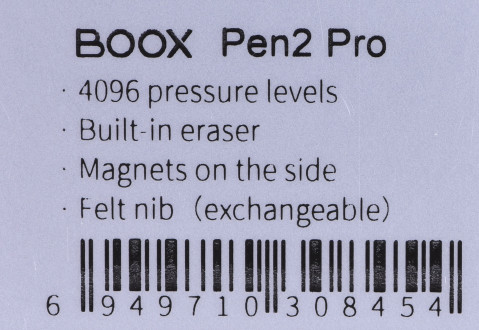 BOOX Pen2 Pro
· 4096 pressure levels
· Built-in eraser
· Magnets on the side
· Felt nib (exchangeable)
6 949710 308454